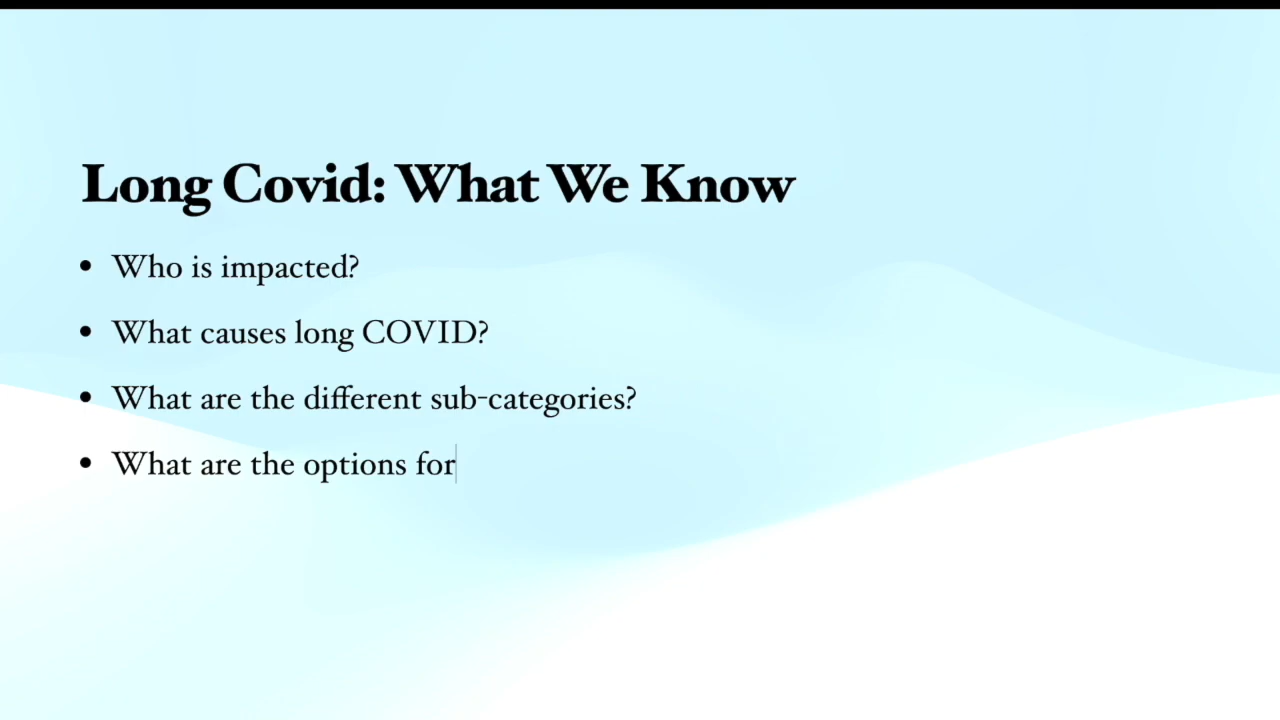 Long Covid: What We Know
• Who is impacted?
• What causes long COVID?
• What are the different sub-categories?
• What are the options for